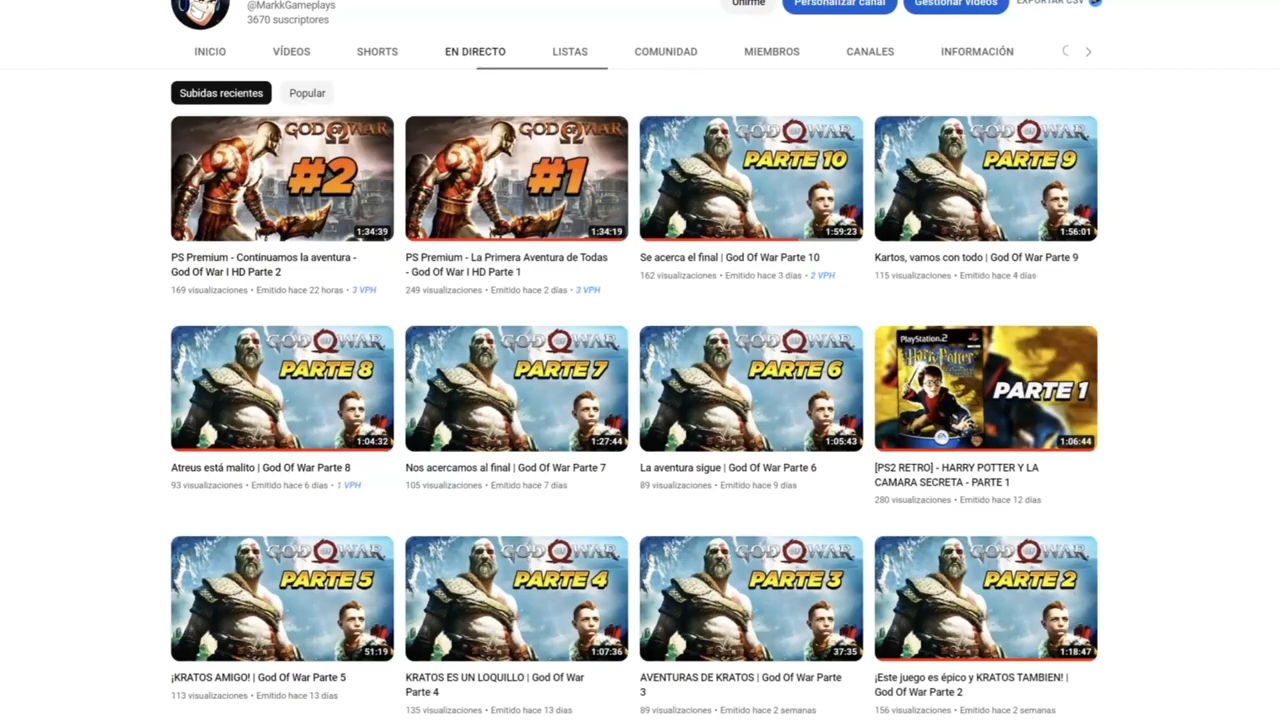 @MarkkGameplays
3670 suscriptores
Unirme
Personalizar canal
Gestionar vídeos
EXPORTAR CSV
INICIO VÍDEOS SHORTS EN DIRECTO LISTAS COMUNIDAD MIEMBROS CANALES INFORMACIÓN
Subidas recientes Popular
GOD OF WAR
#2
1:34:39
PS Premium - Continuamos la aventura -
God Of War I HD Parte 2
169 visualizaciones • Emitido hace 22 horas • 3 VPH
GOD OF WAR
#1
1:34:19
PS Premium - La Primera Aventura de Todas
- God Of War I HD Parte 1
249 visualizaciones • Emitido hace 2 días • 3 VPH
GOD OF WAR
PARTE 10
1:59:23
Se acerca el final | God Of War Parte 10
162 visualizaciones • Emitido hace 3 días • 2 VPH
GOD OF WAR
PARTE 9
1:56:01
Kartos, vamos con todo | God Of War Parte 9
115 visualizaciones • Emitido hace 4 días
GOD OF WAR
PARTE 8
1:04:32
Atreus está malito | God Of War Parte 8
93 visualizaciones • Emitido hace 6 días • 1 VPH
GOD OF WAR
PARTE 7
1:27:44
Nos acercamos al final | God Of War Parte 7
105 visualizaciones • Emitido hace 7 días
GOD OF WAR
PARTE 6
1:05:43
La aventura sigue | God Of War Parte 6
89 visualizaciones • Emitido hace 9 días
PlayStation.2
Harry Potter
EA
PARTE 1
1:06:44
[PS2 RETRO] - HARRY POTTER Y LA
CAMARA SECRETA - PARTE 1
280 visualizaciones • Emitido hace 12 días
GOD OF WAR
PARTE 5
51:19
¡KRATOS AMIGO! | God Of War Parte 5
113 visualizaciones • Emitido hace 13 días
GOD OF WAR
PARTE 4
1:07:36
KRATOS ES UN LOQUILLO | God Of War
Parte 4
135 visualizaciones • Emitido hace 13 días
GOD OF WAR
PARTE 3
37:35
AVENTURAS DE KRATOS | God Of War Parte
3
89 visualizaciones • Emitido hace 2 semanas
GOD OF WAR
PARTE 2
1:18:47
¡Este juego es épico y KRATOS TAMBIEN! |
God Of War Parte 2
156 visualizaciones • Emitido hace 2 semanas